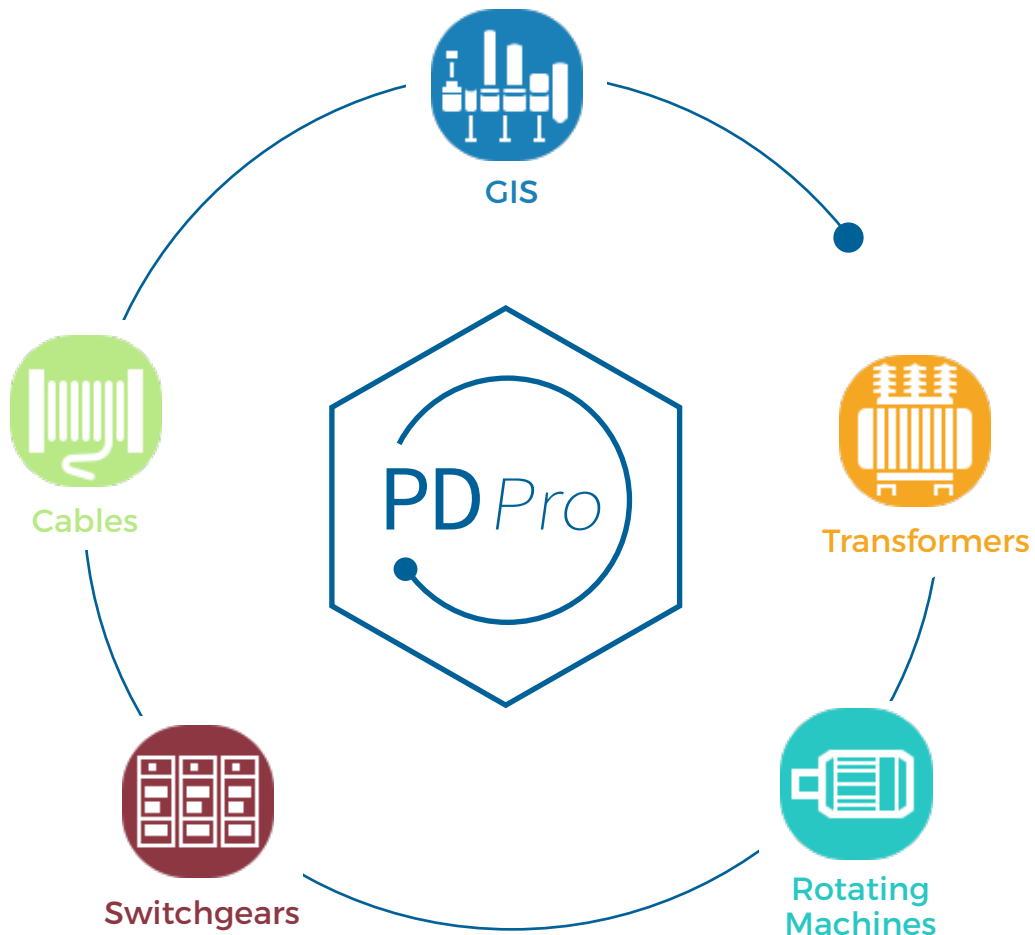 GIS
Cables
PD Pro
Transformers
Switchgears
Rotating
Machines